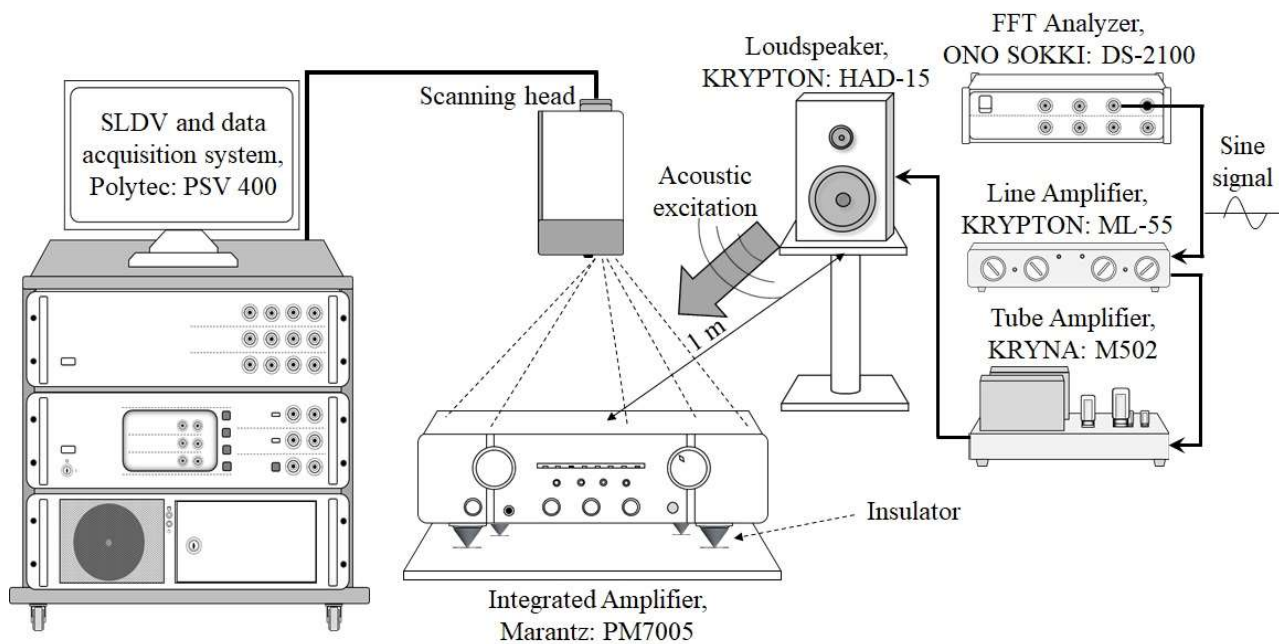 FFT Analyzer,
ONO SOKKI: DS-2100
Loudspeaker,
KRYPTON: HAD-15
Scanning head
SLDV and data
acquisition system,
Polytec: PSV 400
Acoustic
excitation
Sine
signal
Line Amplifier,
KRYPTON: ML-55
1 m
Tube Amplifier,
KRYNA: M502
Insulator
Integrated Amplifier,
Marantz: PM7005